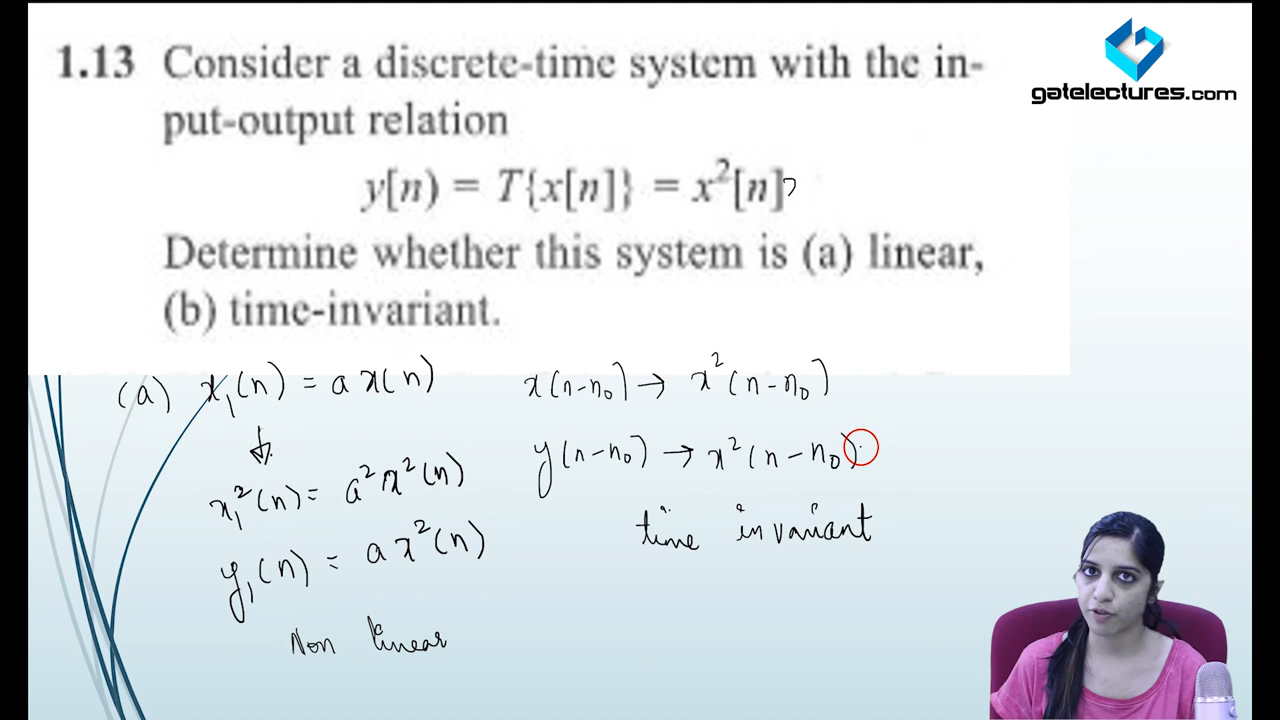 gatelectures.com
1.13 Consider a discrete-time system with the in-
put-output relation
y[n) = T{x[n]} = x²[n]
Determine whether this system is (a) linear,
(b) time-invariant.
(a) x₁(n) = a x(n)
↓
x₁²(n) = a² x²(n)
y₁(n) = a x²(n)
Non linear
x(n-n₀) → x²(n-n₀)
y(n-n₀) → x²(n-n₀)
time invariant